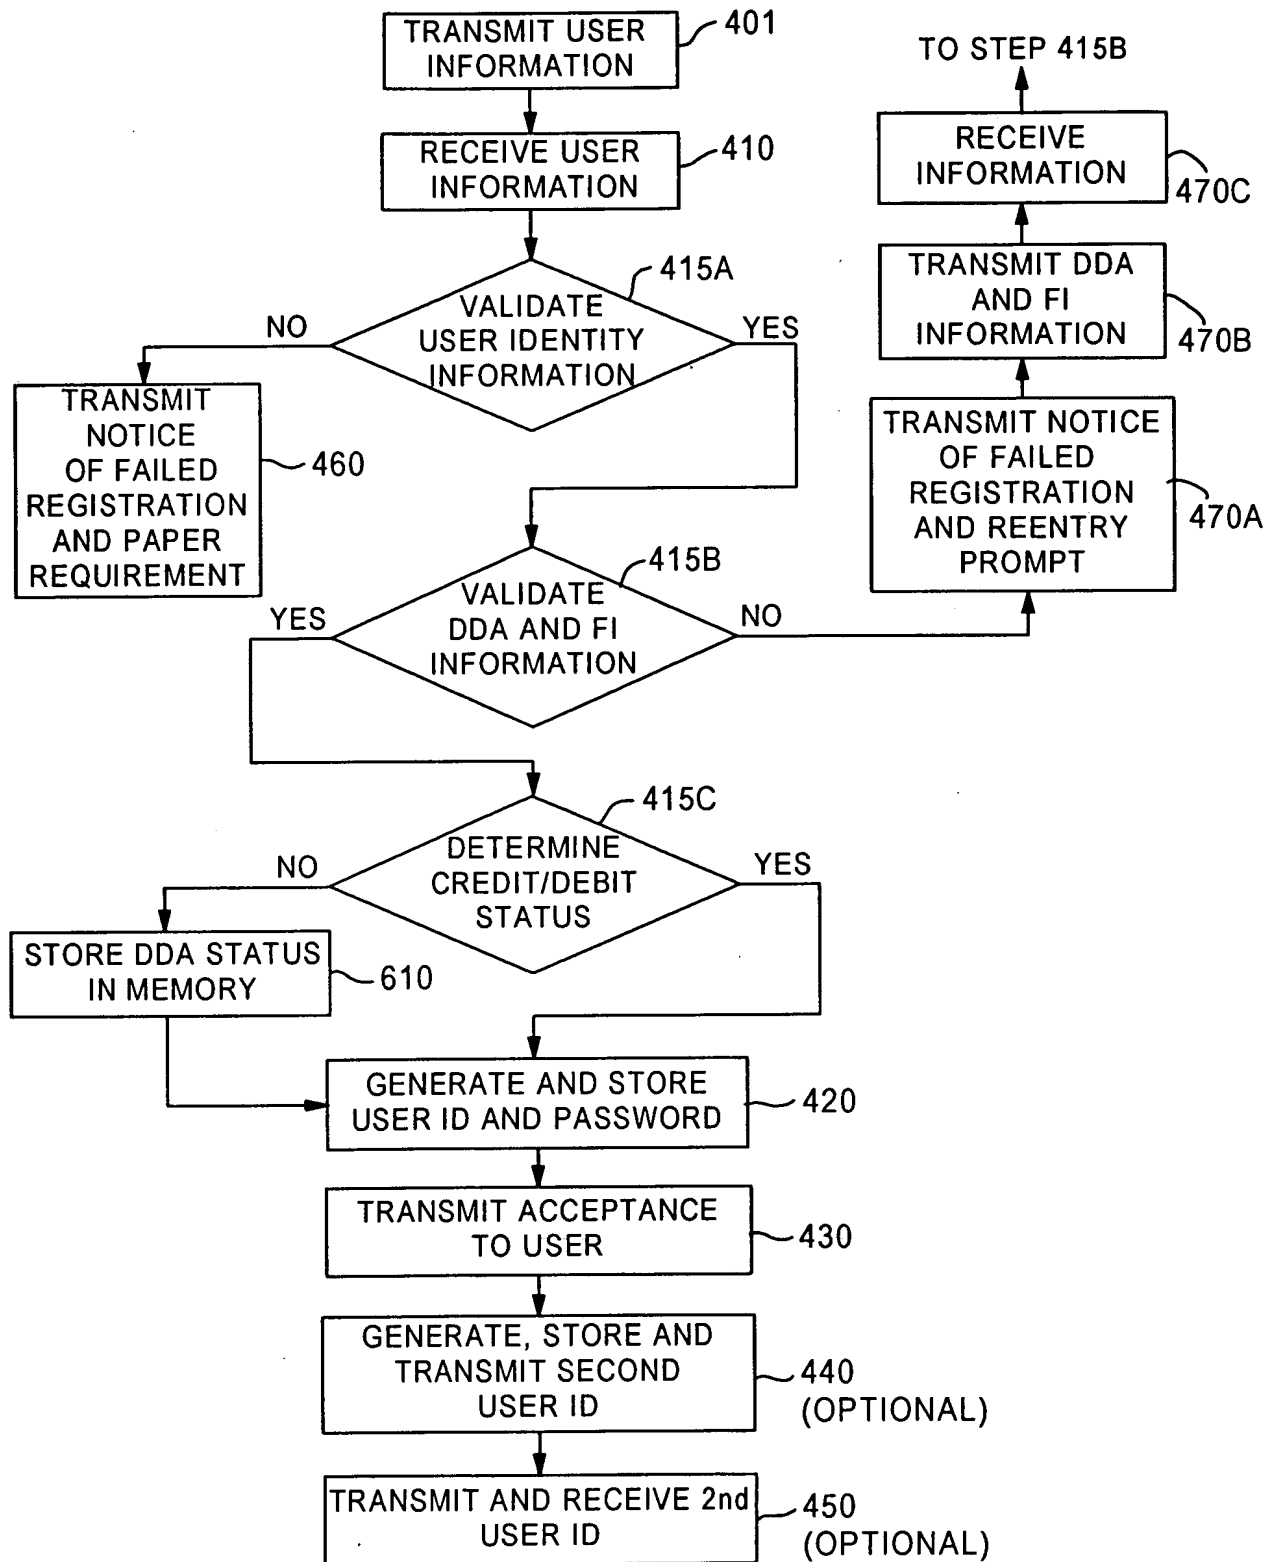 TRANSMIT USER
INFORMATION
401
RECEIVE USER
INFORMATION
410
VALIDATE
USER IDENTITY
INFORMATION
415A
NO
YES
TRANSMIT
NOTICE
OF FAILED
REGISTRATION
AND PAPER
REQUIREMENT
460
VALIDATE
DDA AND FI
INFORMATION
415B
YES
NO
TO STEP 415B
RECEIVE
INFORMATION
470C
TRANSMIT DDA
AND FI
INFORMATION
470B
TRANSMIT NOTICE
OF FAILED
REGISTRATION
AND REENTRY
PROMPT
470A
DETERMINE
CREDIT/DEBIT
STATUS
415C
NO
YES
STORE DDA STATUS
IN MEMORY
610
GENERATE AND STORE
USER ID AND PASSWORD
420
TRANSMIT ACCEPTANCE
TO USER
430
GENERATE, STORE AND
TRANSMIT SECOND
USER ID
440
(OPTIONAL)
TRANSMIT AND RECEIVE 2nd
USER ID
450
(OPTIONAL)